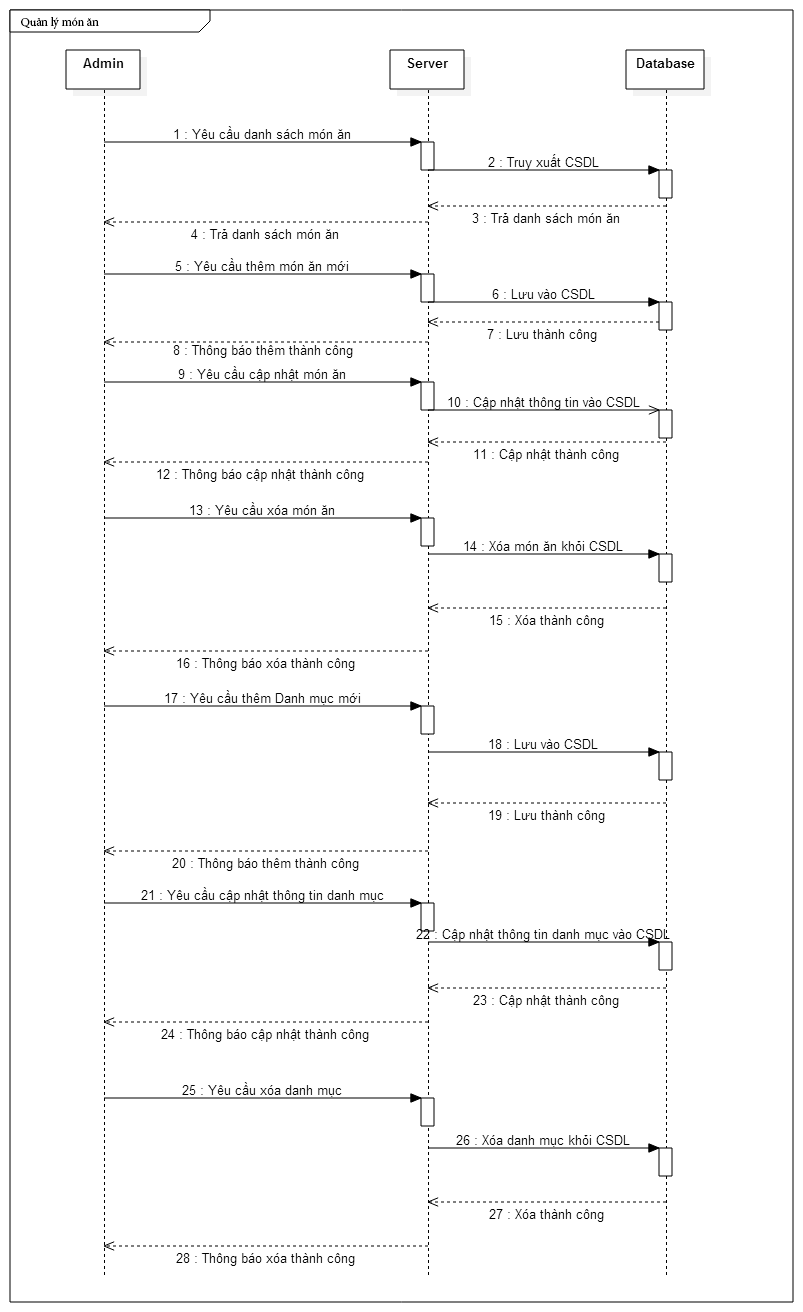 Quản lý món ăn
Admin
Server
Database
1 : Yêu cầu danh sách món ăn
2 : Truy xuất CSDL
3 : Trả danh sách món ăn
4 : Trả danh sách món ăn
5 : Yêu cầu thêm món ăn mới
6 : Lưu vào CSDL
7 : Lưu thành công
8 : Thông báo thêm thành công
9 : Yêu cầu cập nhật món ăn
10 : Cập nhật thông tin vào CSDL
11 : Cập nhật thành công
12 : Thông báo cập nhật thành công
13 : Yêu cầu xóa món ăn
14 : Xóa món ăn khỏi CSDL
15 : Xóa thành công
16 : Thông báo xóa thành công
17 : Yêu cầu thêm Danh mục mới
18 : Lưu vào CSDL
19 : Lưu thành công
20 : Thông báo thêm thành công
21 : Yêu cầu cập nhật thông tin danh mục
22 : Cập nhật thông tin danh mục vào CSDL
23 : Cập nhật thành công
24 : Thông báo cập nhật thành công
25 : Yêu cầu xóa danh mục
26 : Xóa danh mục khỏi CSDL
27 : Xóa thành công
28 : Thông báo xóa thành công